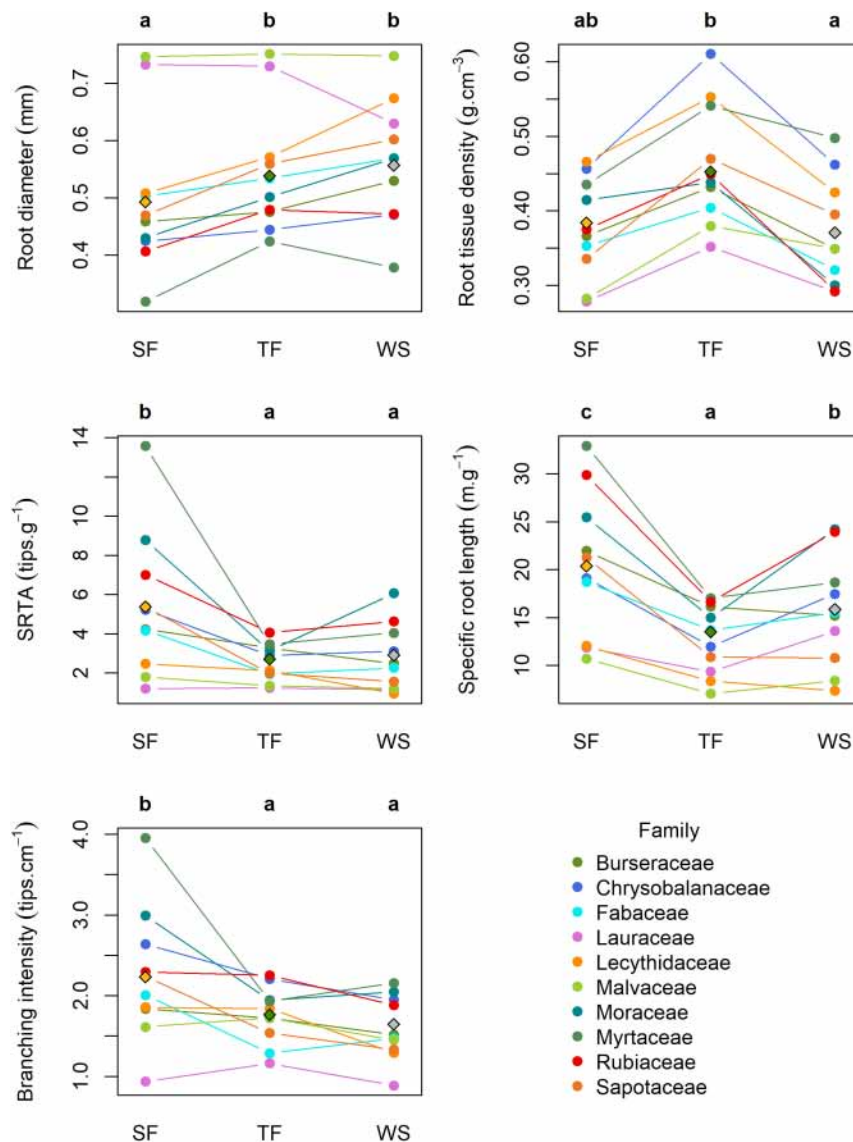 a b b
Root diameter (mm)
0.7
0.6
0.5
0.4
SF TF WS
ab b a
Root tissue density (g.cm⁻³)
0.60
0.50
0.40
0.30
SF TF WS
b a a
SRTA (tips.g⁻¹)
14
10
8
6
4
2
SF TF WS
c a b
Specific root length (m.g⁻¹)
30
25
20
15
10
SF TF WS
b a a
Branching intensity (tips.cm⁻¹)
4.0
3.0
2.0
1.0
SF TF WS
Family
Burseraceae
Chrysobalanaceae
Fabaceae
Lauraceae
Lecythidaceae
Malvaceae
Moraceae
Myrtaceae
Rubiaceae
Sapotaceae